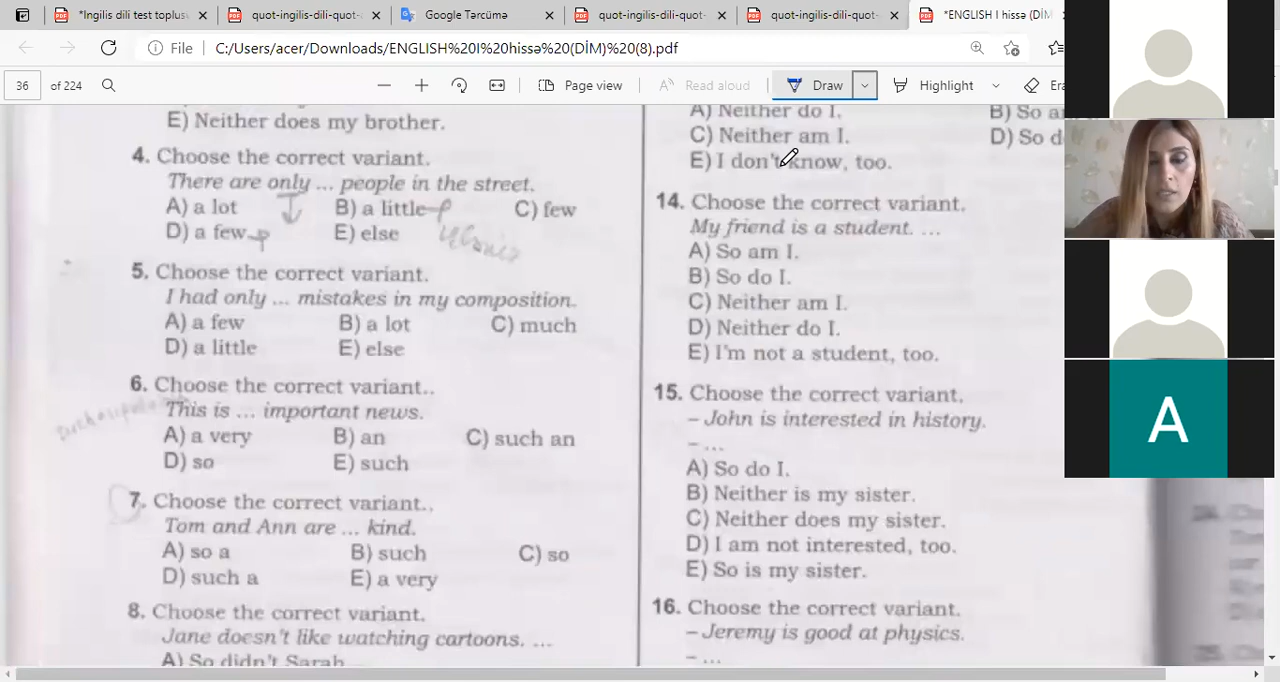 *Ingilis dili test toplusu
quot-ingilis-dili-quot-
Google Tərcümə
quot-ingilis-dili-quot-
quot-ingilis-dili-quot-
*ENGLISH I hissə (DİM)
File
C:/Users/acer/Downloads/ENGLISH%20I%20hissə%20(DİM)%20(8).pdf
36 of 224
Page view
Read aloud
Draw
Highlight
Era
E) Neither does my brother.
4. Choose the correct variant.
There are only ... people in the street.
A) a lot B) a little C) few
D) a few E) else
5. Choose the correct variant.
I had only ... mistakes in my composition.
A) a few B) a lot C) much
D) a little E) else
6. Choose the correct variant..
This is ... important news.
A) a very B) an C) such an
D) so E) such
7. Choose the correct variant..
Tom and Ann are ... kind.
A) so a B) such C) so
D) such a E) a very
8. Choose the correct variant.
Jane doesn't like watching cartoons. ...
A) So didn't Sarah
A) Neither do I. B) So a
C) Neither am I. D) So d
E) I don't know, too.
14. Choose the correct variant.
My friend is a student. ...
A) So am I.
B) So do I.
C) Neither am I.
D) Neither do I.
E) I'm not a student, too.
15. Choose the correct variant.
– John is interested in history.
– ...
A) So do I.
B) Neither is my sister.
C) Neither does my sister.
D) I am not interested, too.
E) So is my sister.
16. Choose the correct variant.
– Jeremy is good at physics.
– ...
A